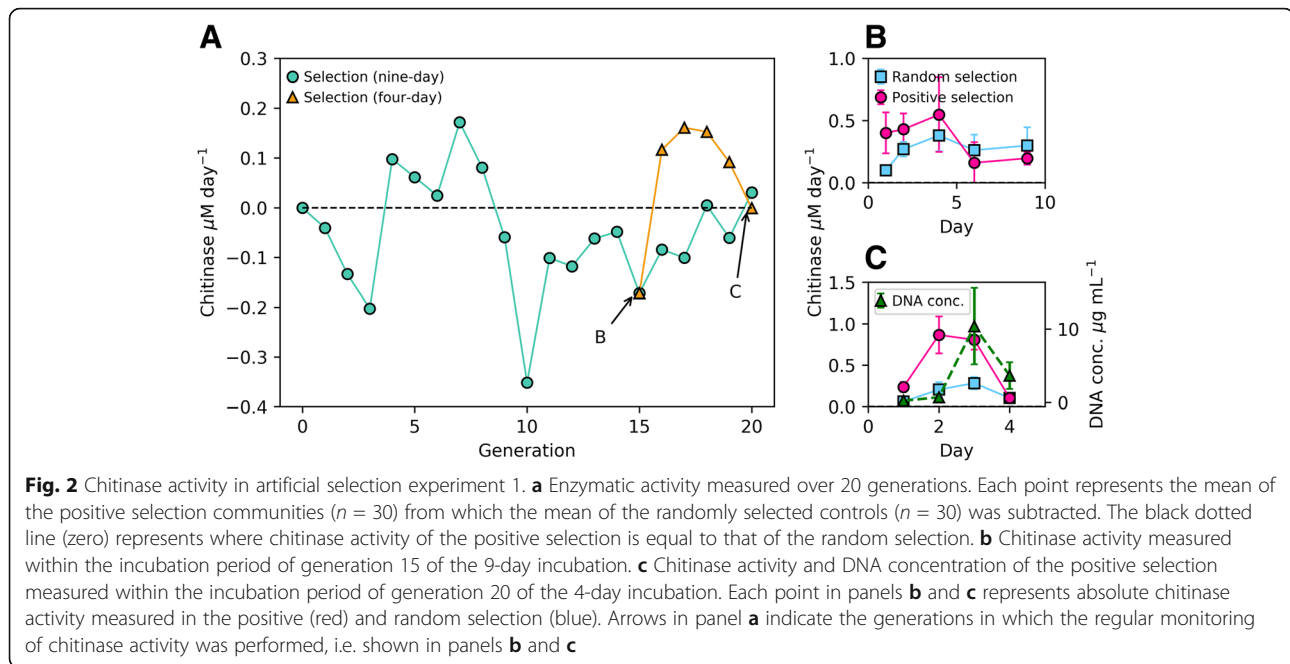 A
Chitinase μM day⁻¹
0.3
0.2
0.1
0.0
−0.1
−0.2
−0.3
−0.4
Selection (nine-day)
Selection (four-day)
B
C
0
5
10
15
20
Generation
B
1.0
0.5
0.0
Random selection
Positive selection
0
5
10
Day
C
Chitinase μM day⁻¹
1.5
1.0
0.5
0.0
DNA conc.
10
0
DNA conc. μg mL⁻¹
0
2
4
Day
Fig. 2 Chitinase activity in artificial selection experiment 1. a Enzymatic activity measured over 20 generations. Each point represents the mean of
the positive selection communities (n = 30) from which the mean of the randomly selected controls (n = 30) was subtracted. The black dotted
line (zero) represents where chitinase activity of the positive selection is equal to that of the random selection. b Chitinase activity measured
within the incubation period of generation 15 of the 9-day incubation. c Chitinase activity and DNA concentration of the positive selection
measured within the incubation period of generation 20 of the 4-day incubation. Each point in panels b and c represents absolute chitinase
activity measured in the positive (red) and random selection (blue). Arrows in panel a indicate the generations in which the regular monitoring
of chitinase activity was performed, i.e. shown in panels b and c